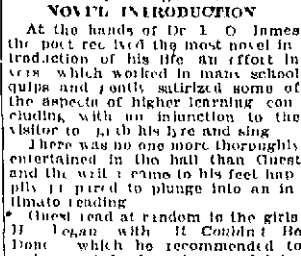 NOVEL INTRODUCTION
At the hands of Dr L O James
the poet received the most novel in
troduction of his life an effort in
verse which worked in many school
quips and gently satirized some of
the aspects of higher learning con
cluding with an injunction to the
visitor to grab his lyre and sing
There was no one more thoroughly
entertained in the hall than Guest
and the writer came to his feet hap
pily prepared to plunge into an in
timate reading
Guest read at random to the girls
He began with It Couldn't Be
Done which he recommended to